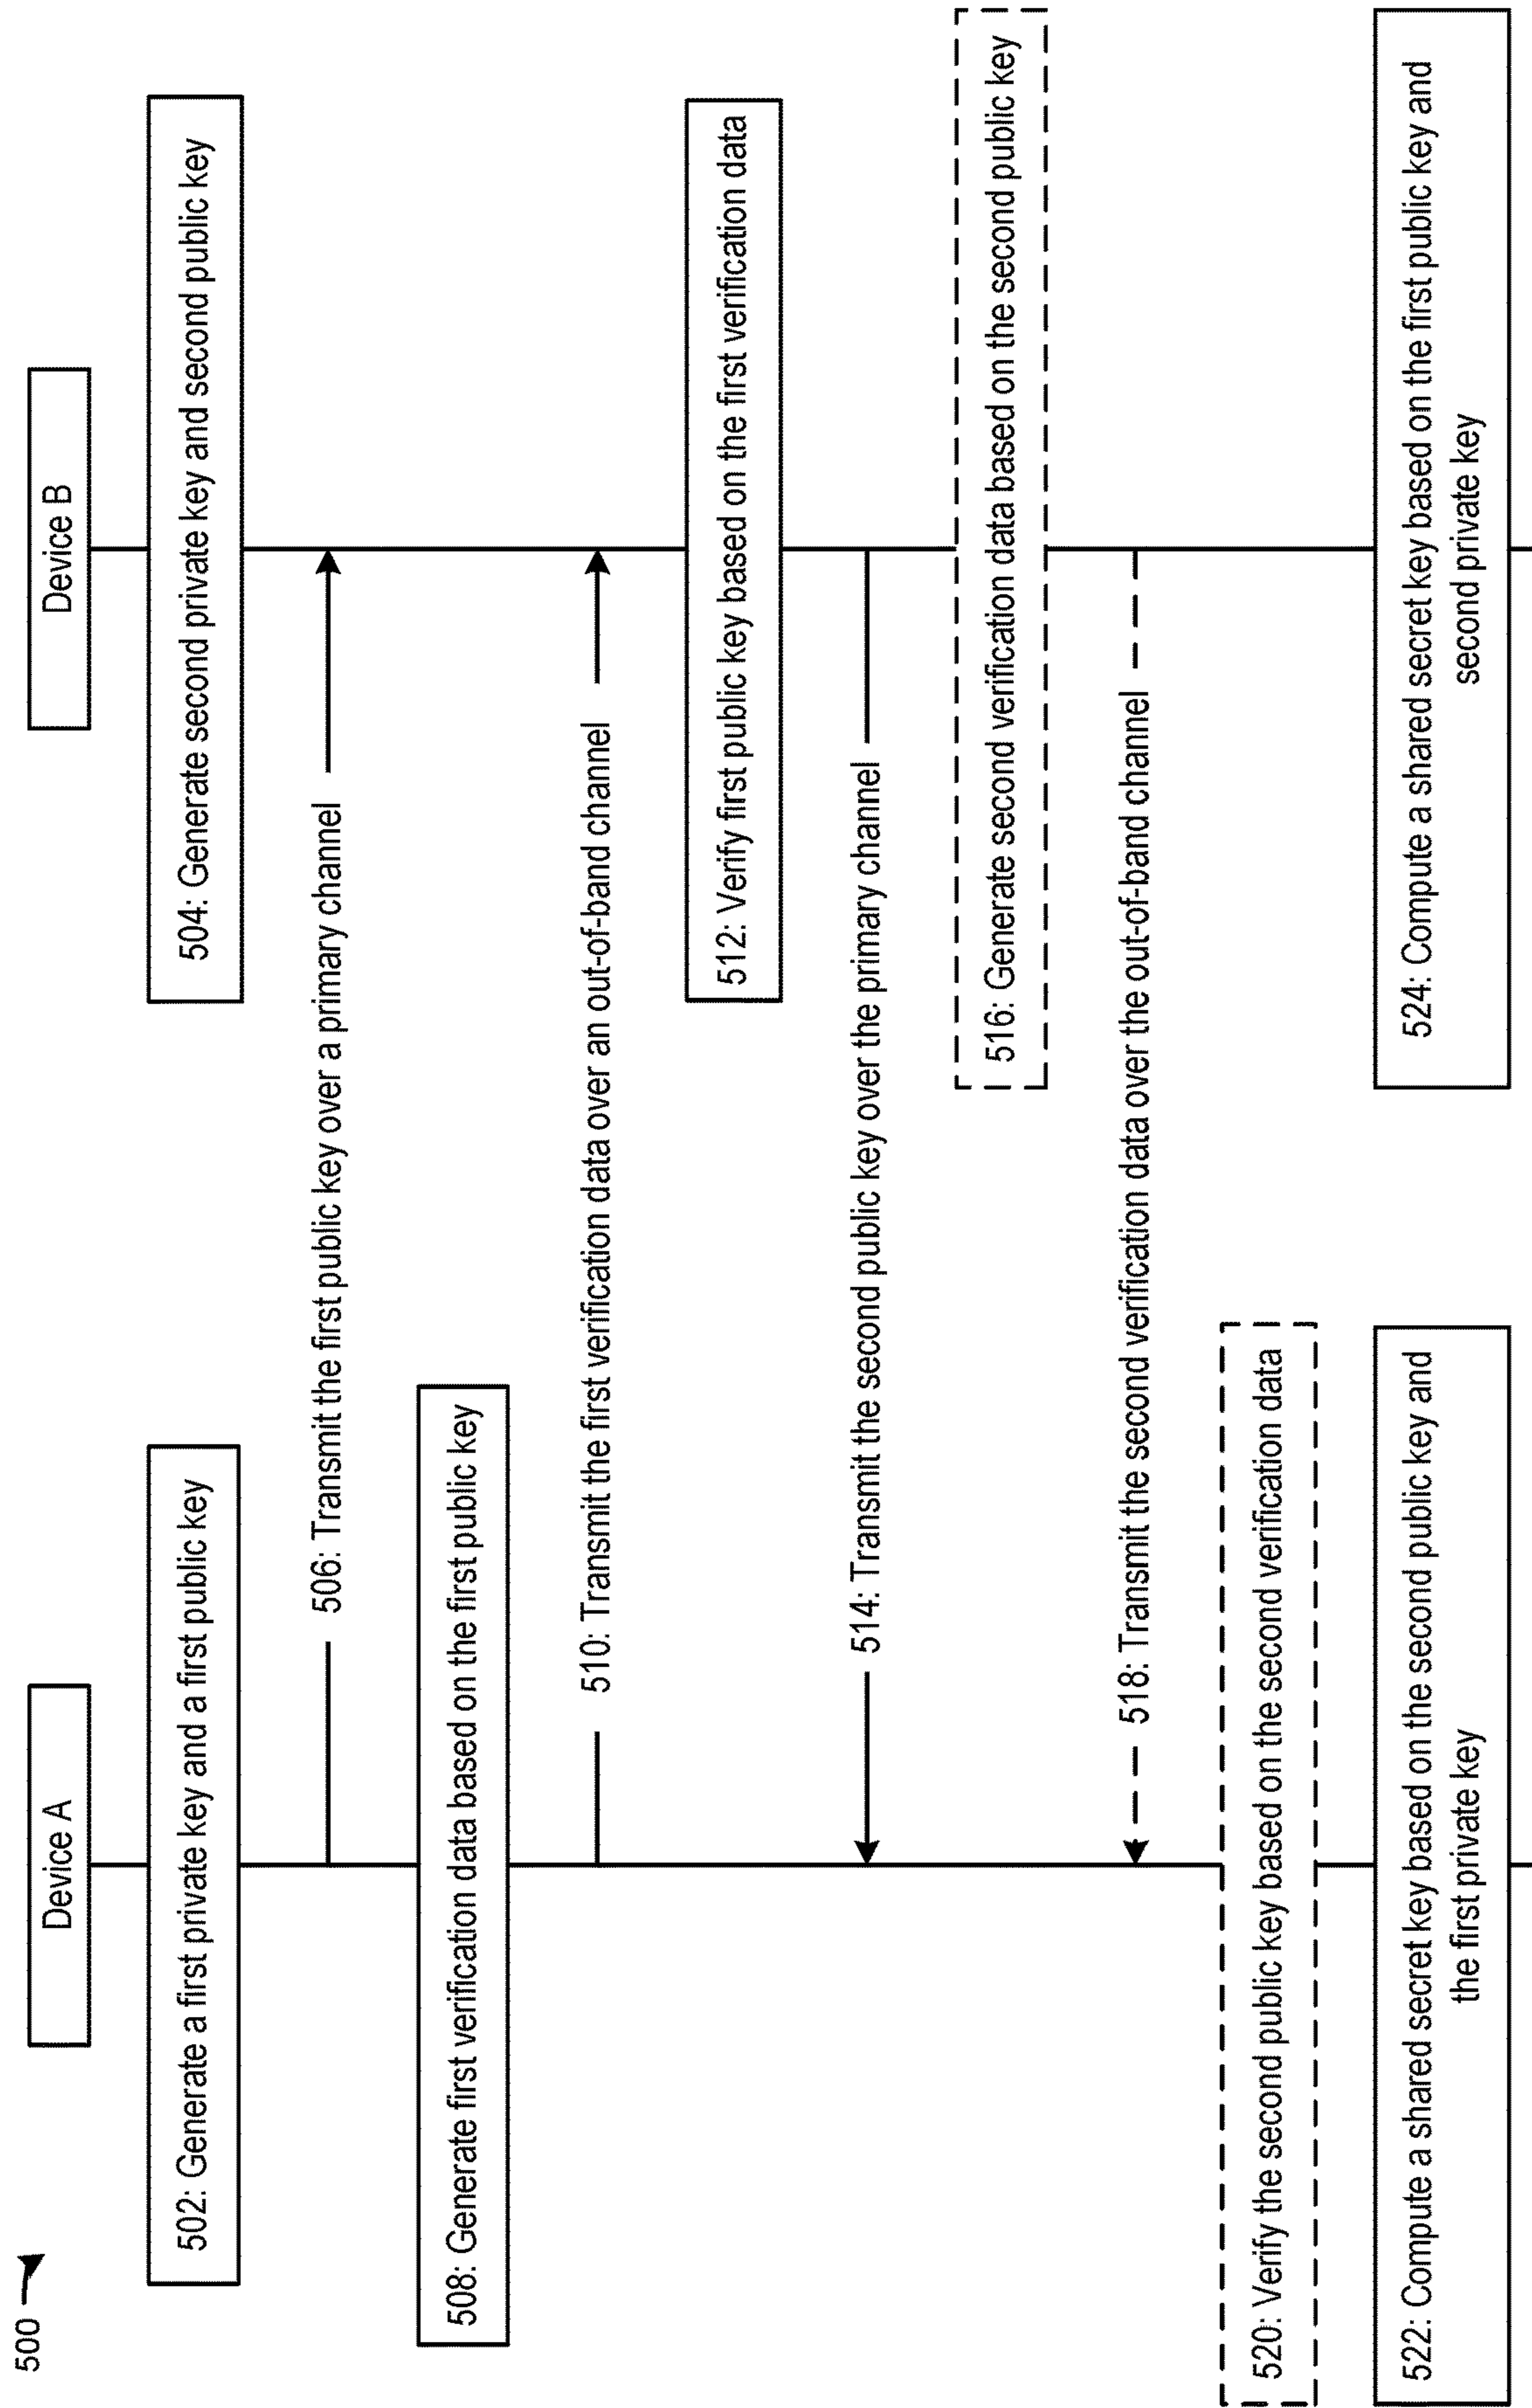 500
Device A
Device B
502: Generate a first private key and a first public key
504: Generate second private key and second public key
506: Transmit the first public key over a primary channel
508: Generate first verification data based on the first public key
510: Transmit the first verification data over an out-of-band channel
512: Verify first public key based on the first verification data
514: Transmit the second public key over the primary channel
516: Generate second verification data based on the second public key
518: Transmit the second verification data over the out-of-band channel
520: Verify the second public key based on the second verification data
522: Compute a shared secret key based on the second public key and
the first private key
524: Compute a shared secret key based on the first public key and
second private key